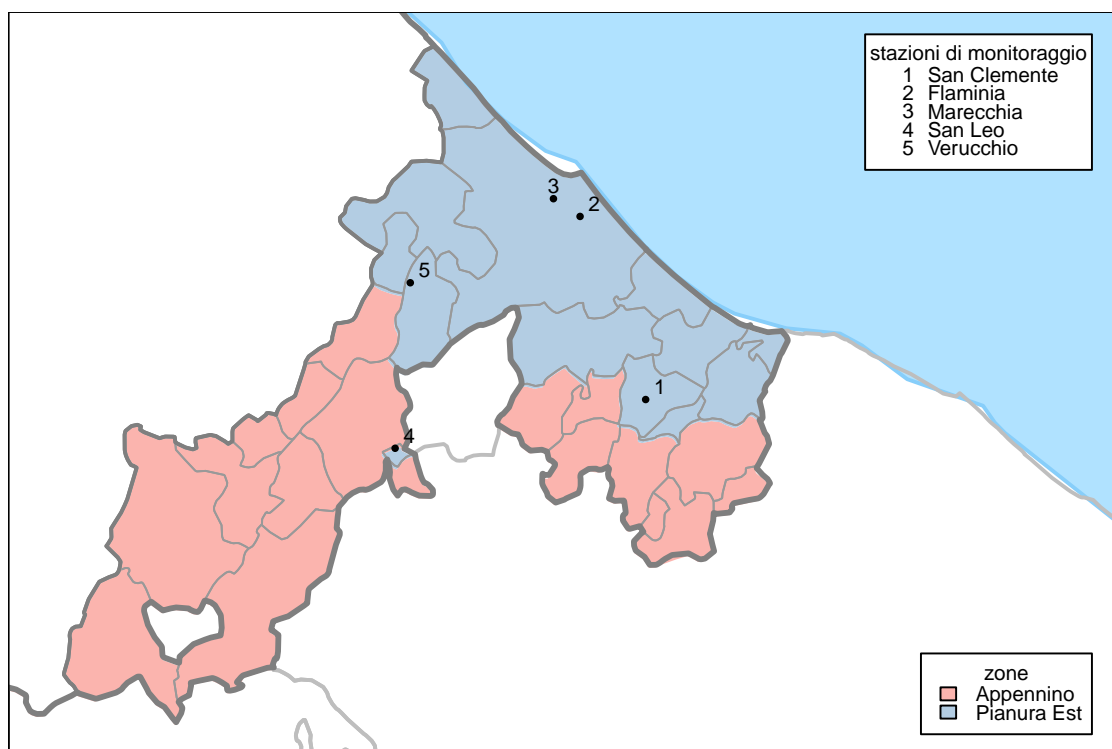 stazioni di monitoraggio
1 San Clemente
2 Flaminia
3 Marecchia
4 San Leo
5 Verucchio
3
2
5
1
4
zone
Appennino
Pianura Est